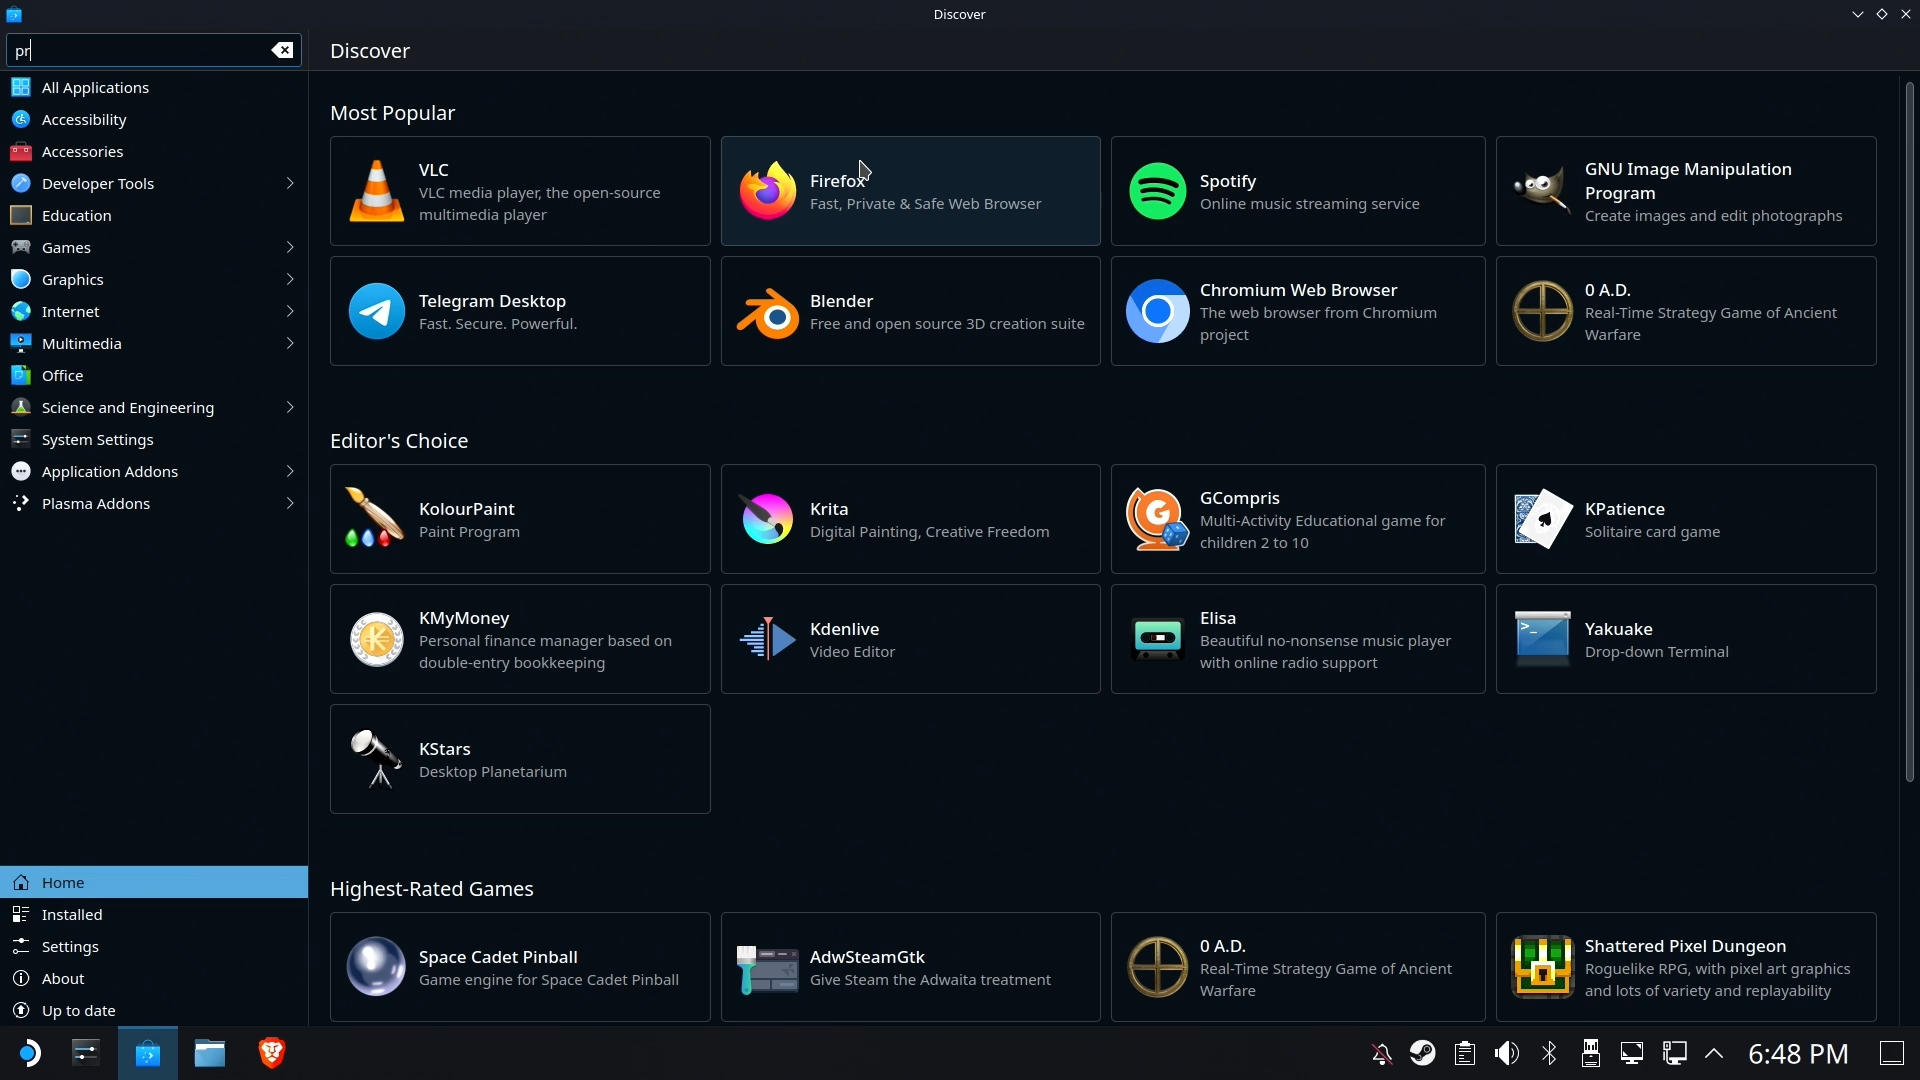 Discover
pr
Discover
All Applications
Accessibility
Accessories
Developer Tools
Education
Games
Graphics
Internet
Multimedia
Office
Science and Engineering
System Settings
Application Addons
Plasma Addons
Home
Installed
Settings
About
Up to date
Most Popular
VLC
VLC media player, the open-source
multimedia player
Firefox
Fast, Private & Safe Web Browser
Spotify
Online music streaming service
GNU Image Manipulation
Program
Create images and edit photographs
Telegram Desktop
Fast. Secure. Powerful.
Blender
Free and open source 3D creation suite
Chromium Web Browser
The web browser from Chromium
project
0 A.D.
Real-Time Strategy Game of Ancient
Warfare
Editor's Choice
KolourPaint
Paint Program
Krita
Digital Painting, Creative Freedom
GCompris
Multi-Activity Educational game for
children 2 to 10
KPatience
Solitaire card game
KMyMoney
Personal finance manager based on
double-entry bookkeeping
Kdenlive
Video Editor
Elisa
Beautiful no-nonsense music player
with online radio support
Yakuake
Drop-down Terminal
KStars
Desktop Planetarium
Highest-Rated Games
Space Cadet Pinball
Game engine for Space Cadet Pinball
AdwSteamGtk
Give Steam the Adwaita treatment
0 A.D.
Real-Time Strategy Game of Ancient
Warfare
Shattered Pixel Dungeon
Roguelike RPG, with pixel art graphics
and lots of variety and replayability
6:48 PM